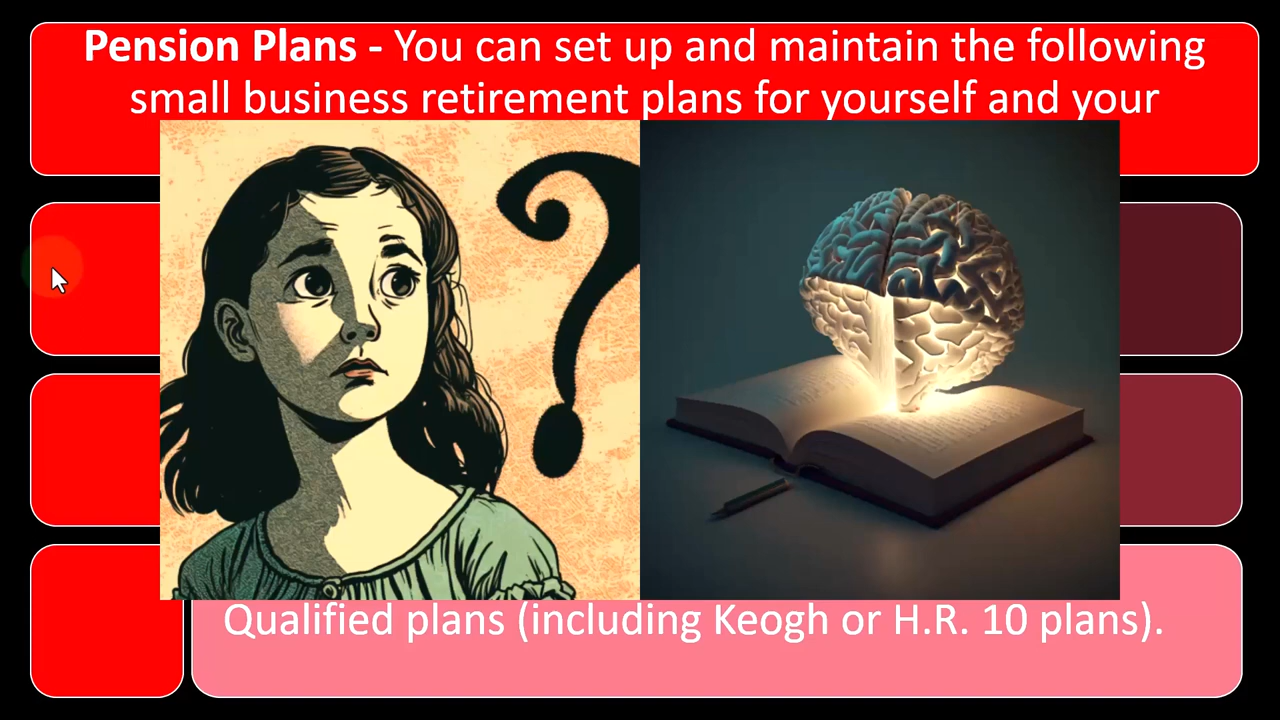 Pension Plans - You can set up and maintain the following
small business retirement plans for yourself and your
Qualified plans (including Keogh or H.R. 10 plans).